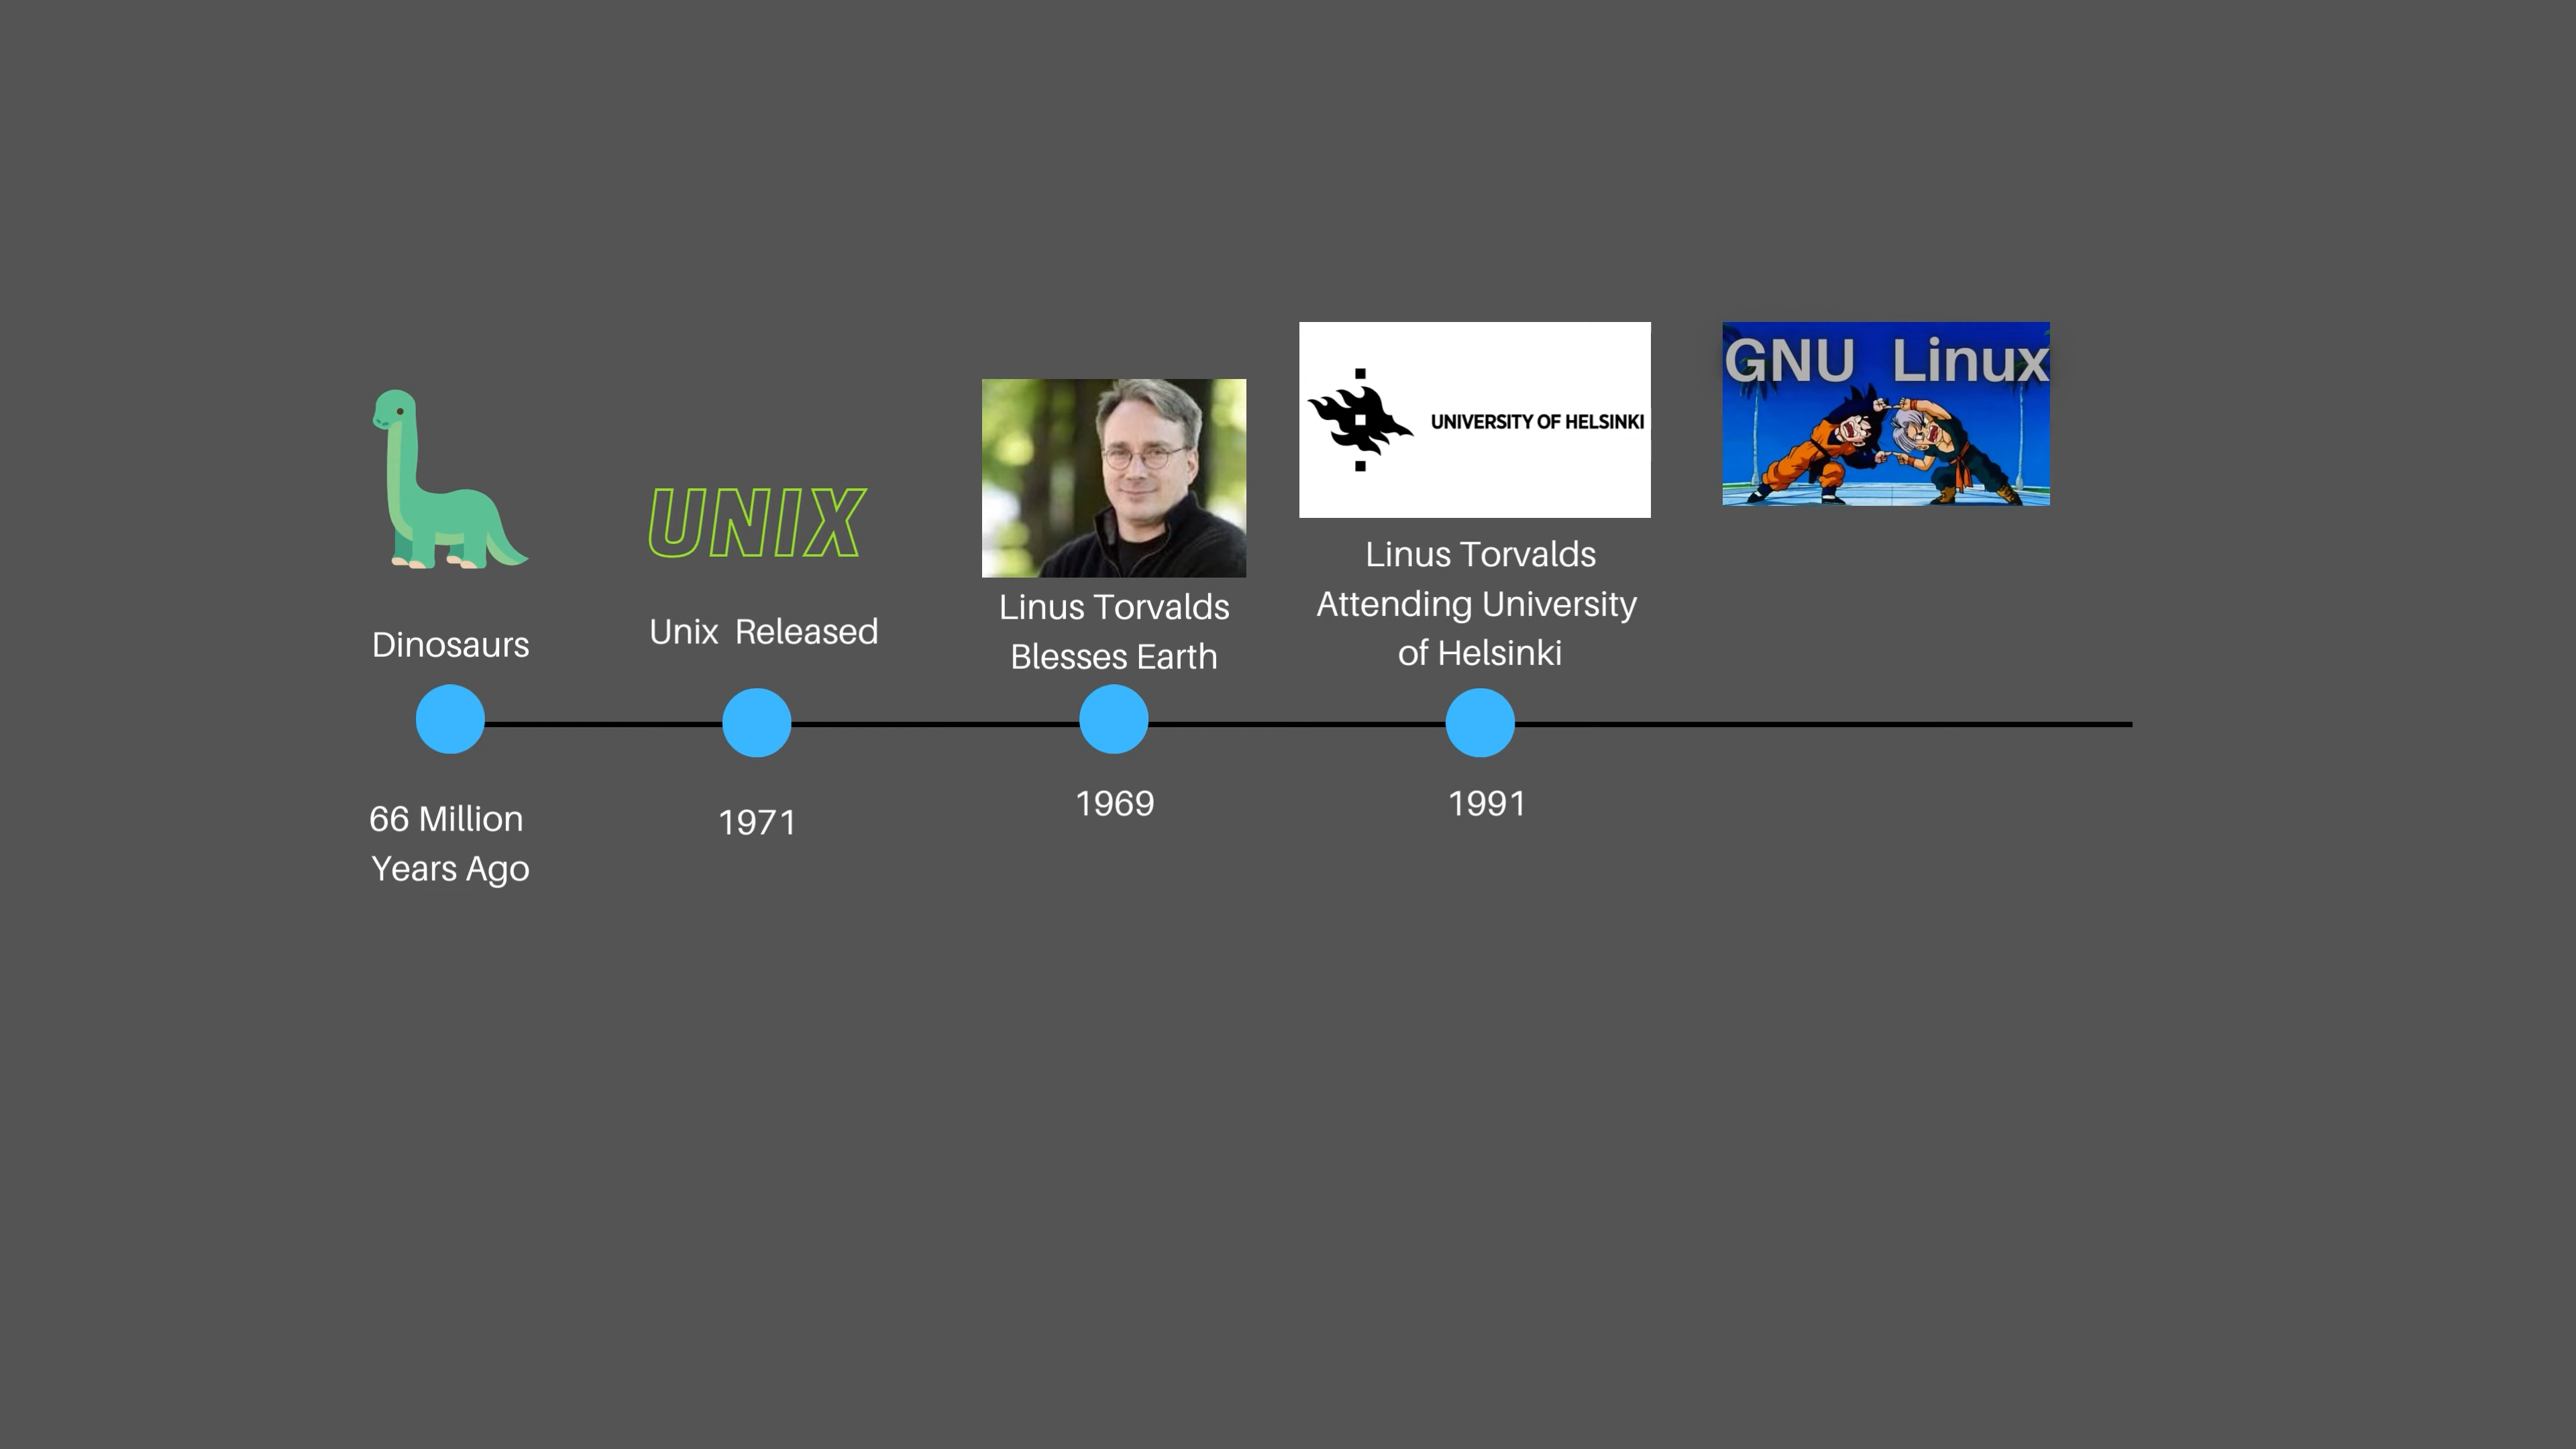 GNU Linux
UNIVERSITY OF HELSINKI
UNIX
Dinosaurs
Unix Released
Linus Torvalds
Blesses Earth
Linus Torvalds
Attending University
of Helsinki
66 Million
Years Ago
1971
1969
1991